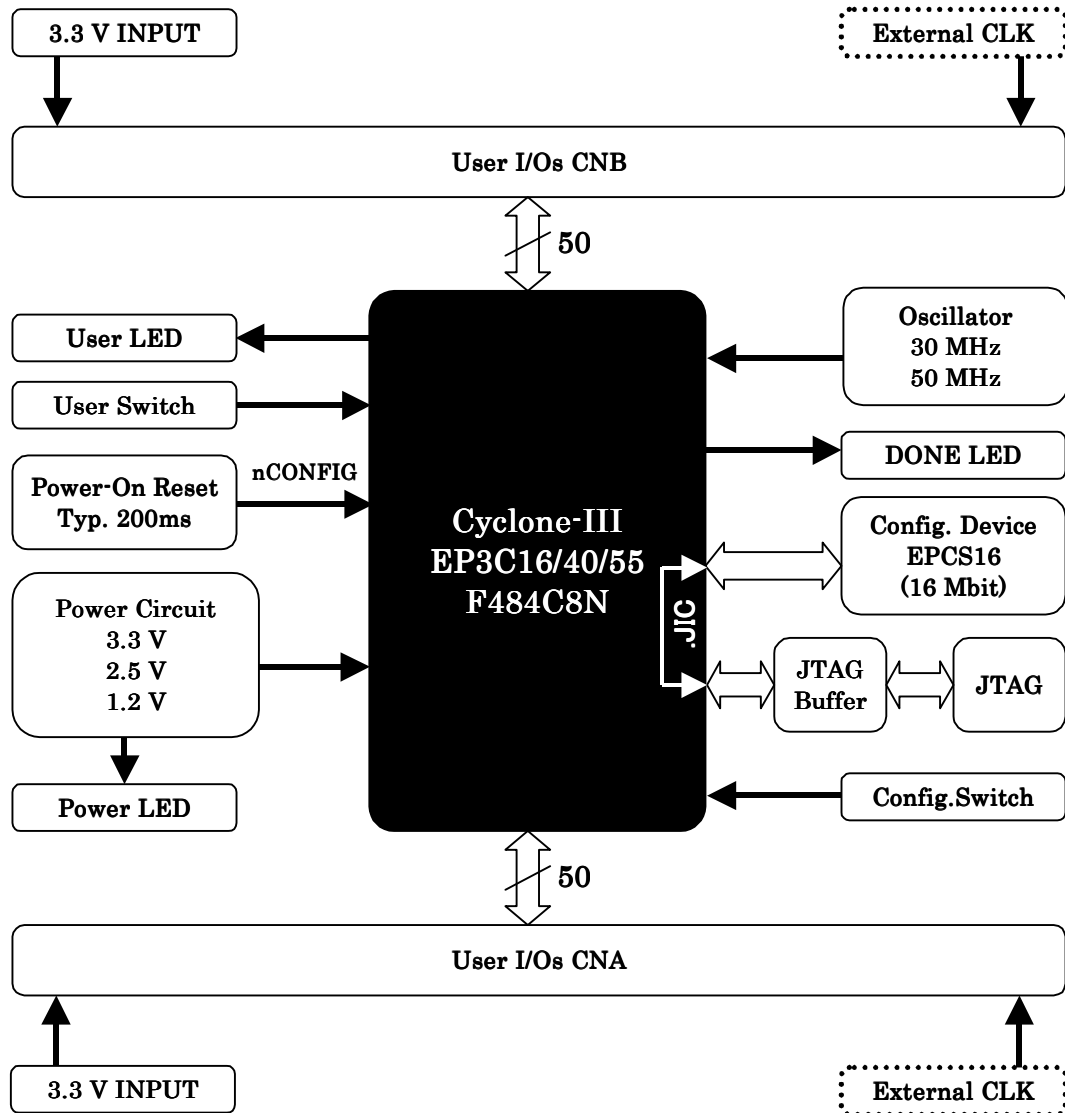 3.3 V INPUT
External CLK
User I/Os CNB
50
User LED
User Switch
nCONFIG
Power-On Reset
Typ. 200ms
Power Circuit
3.3 V
2.5 V
1.2 V
Power LED
Cyclone-III
EP3C16/40/55
F484C8N
.JIC
Oscillator
30 MHz
50 MHz
DONE LED
Config. Device
EPCS16
(16 Mbit)
JTAG
Buffer
JTAG
Config.Switch
50
User I/Os CNA
3.3 V INPUT
External CLK